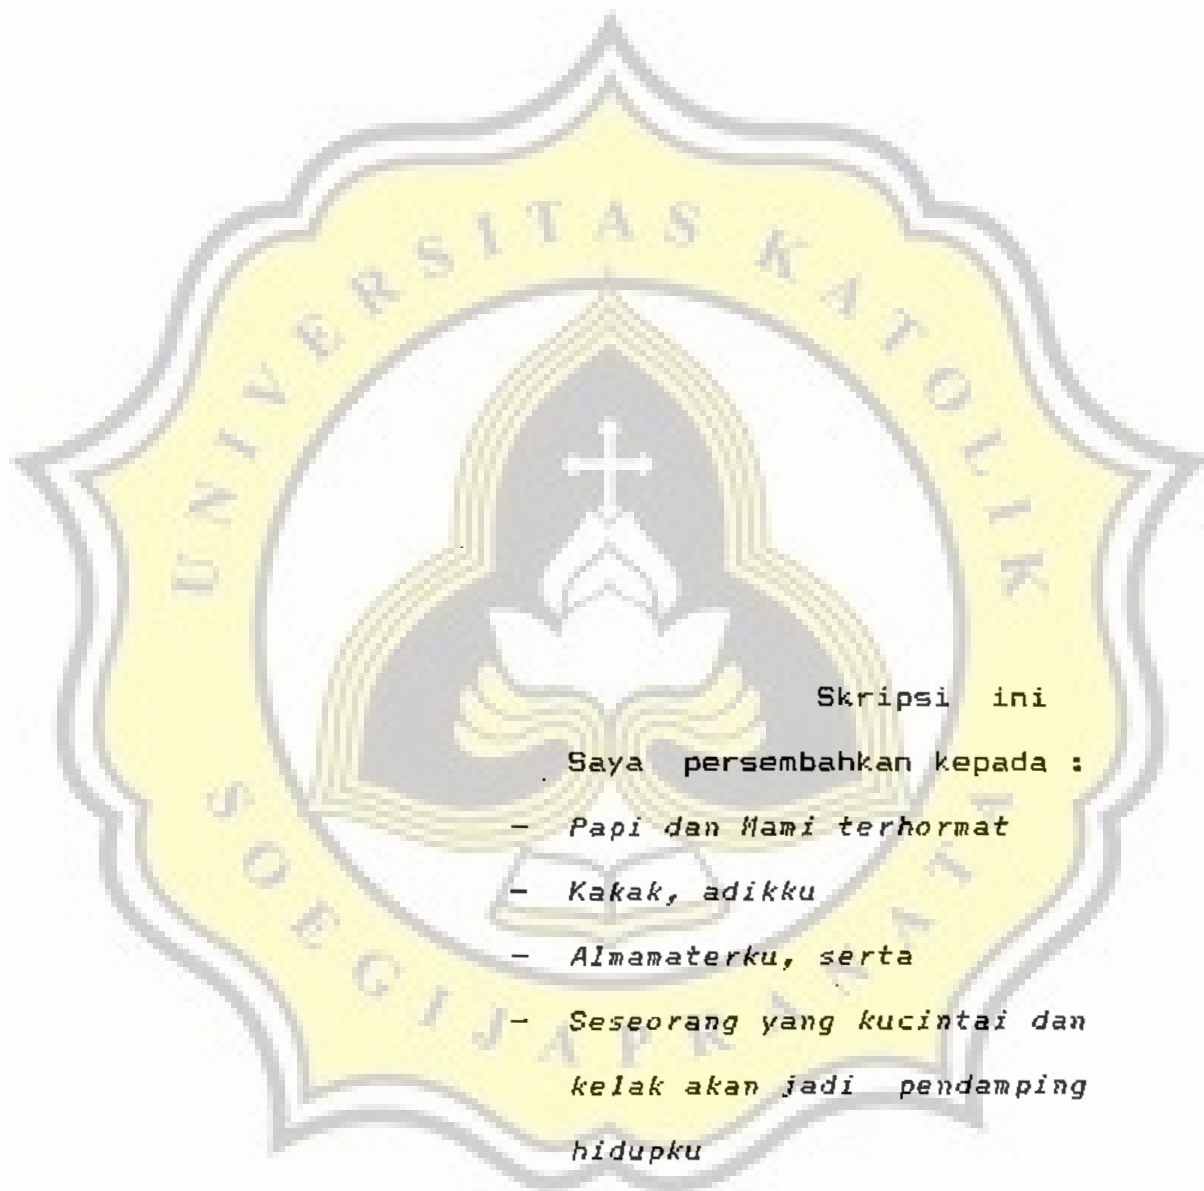 UNIVERSITAS KATOLIK
SOEGIJAPRANATA
Skripsi ini
Saya persembahkan kepada :
- Papi dan Mami terhormat
- Kakak, adikku
- Almamaterku, serta
- Seseorang yang kucintai dan
kelak akan jadi pendamping
hidupku